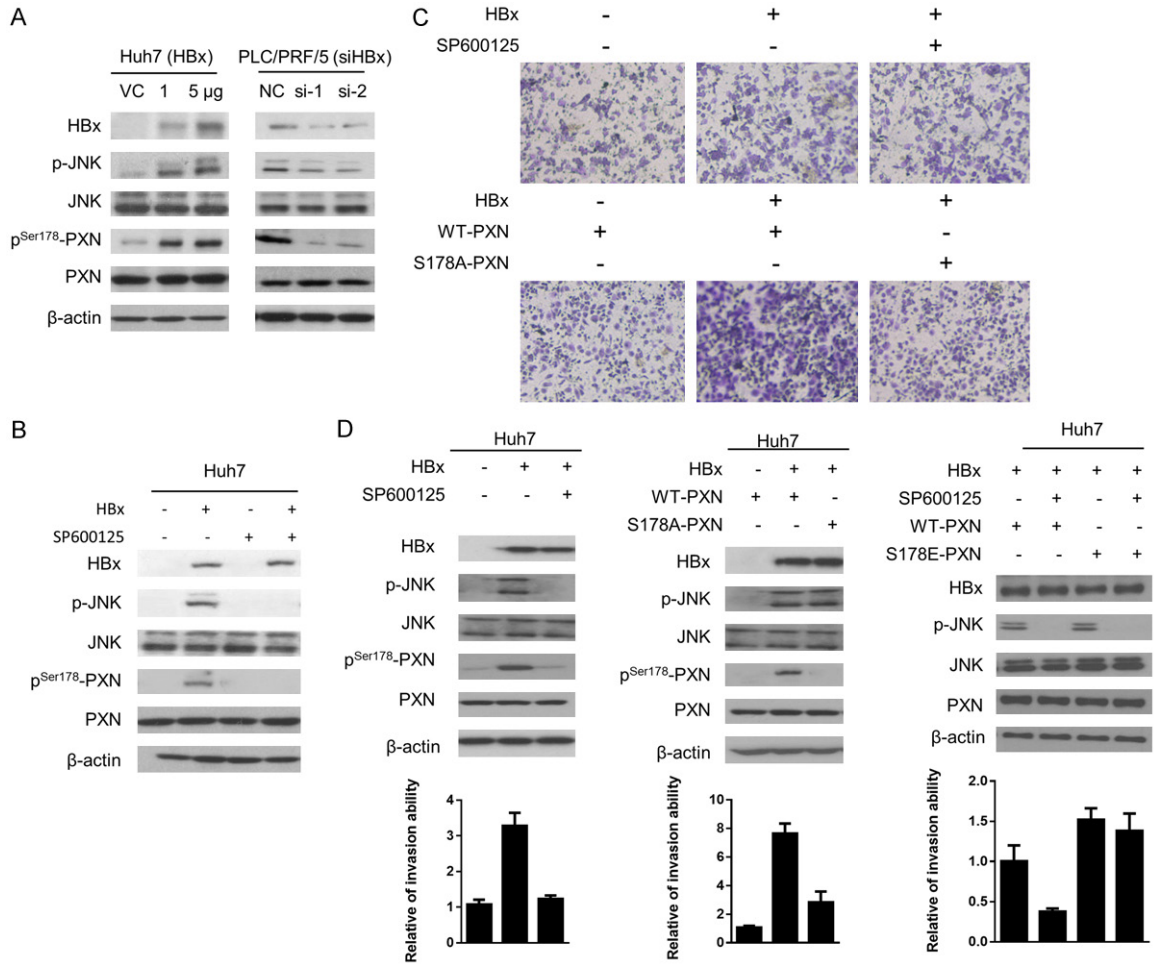 A
Huh7 (HBx) PLC/PRF/5 (siHBx)
VC 1 5 µg NC si-1 si-2
HBx
p-JNK
JNK
pSer178-PXN
PXN
β-actin
C
HBx - + +
SP600125 - - +
HBx - + +
WT-PXN + + -
S178A-PXN - - +
B
Huh7
HBx - + - +
SP600125 - - + +
HBx
p-JNK
JNK
pSer178-PXN
PXN
β-actin
D
Huh7
HBx - + +
SP600125 - - +
HBx
p-JNK
JNK
pSer178-PXN
PXN
β-actin
Relative of invasion ability
4
3
2
1
0
Huh7
HBx - + +
WT-PXN + + -
S178A-PXN - - +
HBx
p-JNK
JNK
pSer178-PXN
PXN
β-actin
Relative of invasion ability
10
8
6
4
2
0
Huh7
HBx + + + +
SP600125 - + - +
WT-PXN + + - -
S178E-PXN - - + +
HBx
p-JNK
JNK
PXN
β-actin
Relative of invasion ability
2.0
1.5
1.0
0.5
0.0